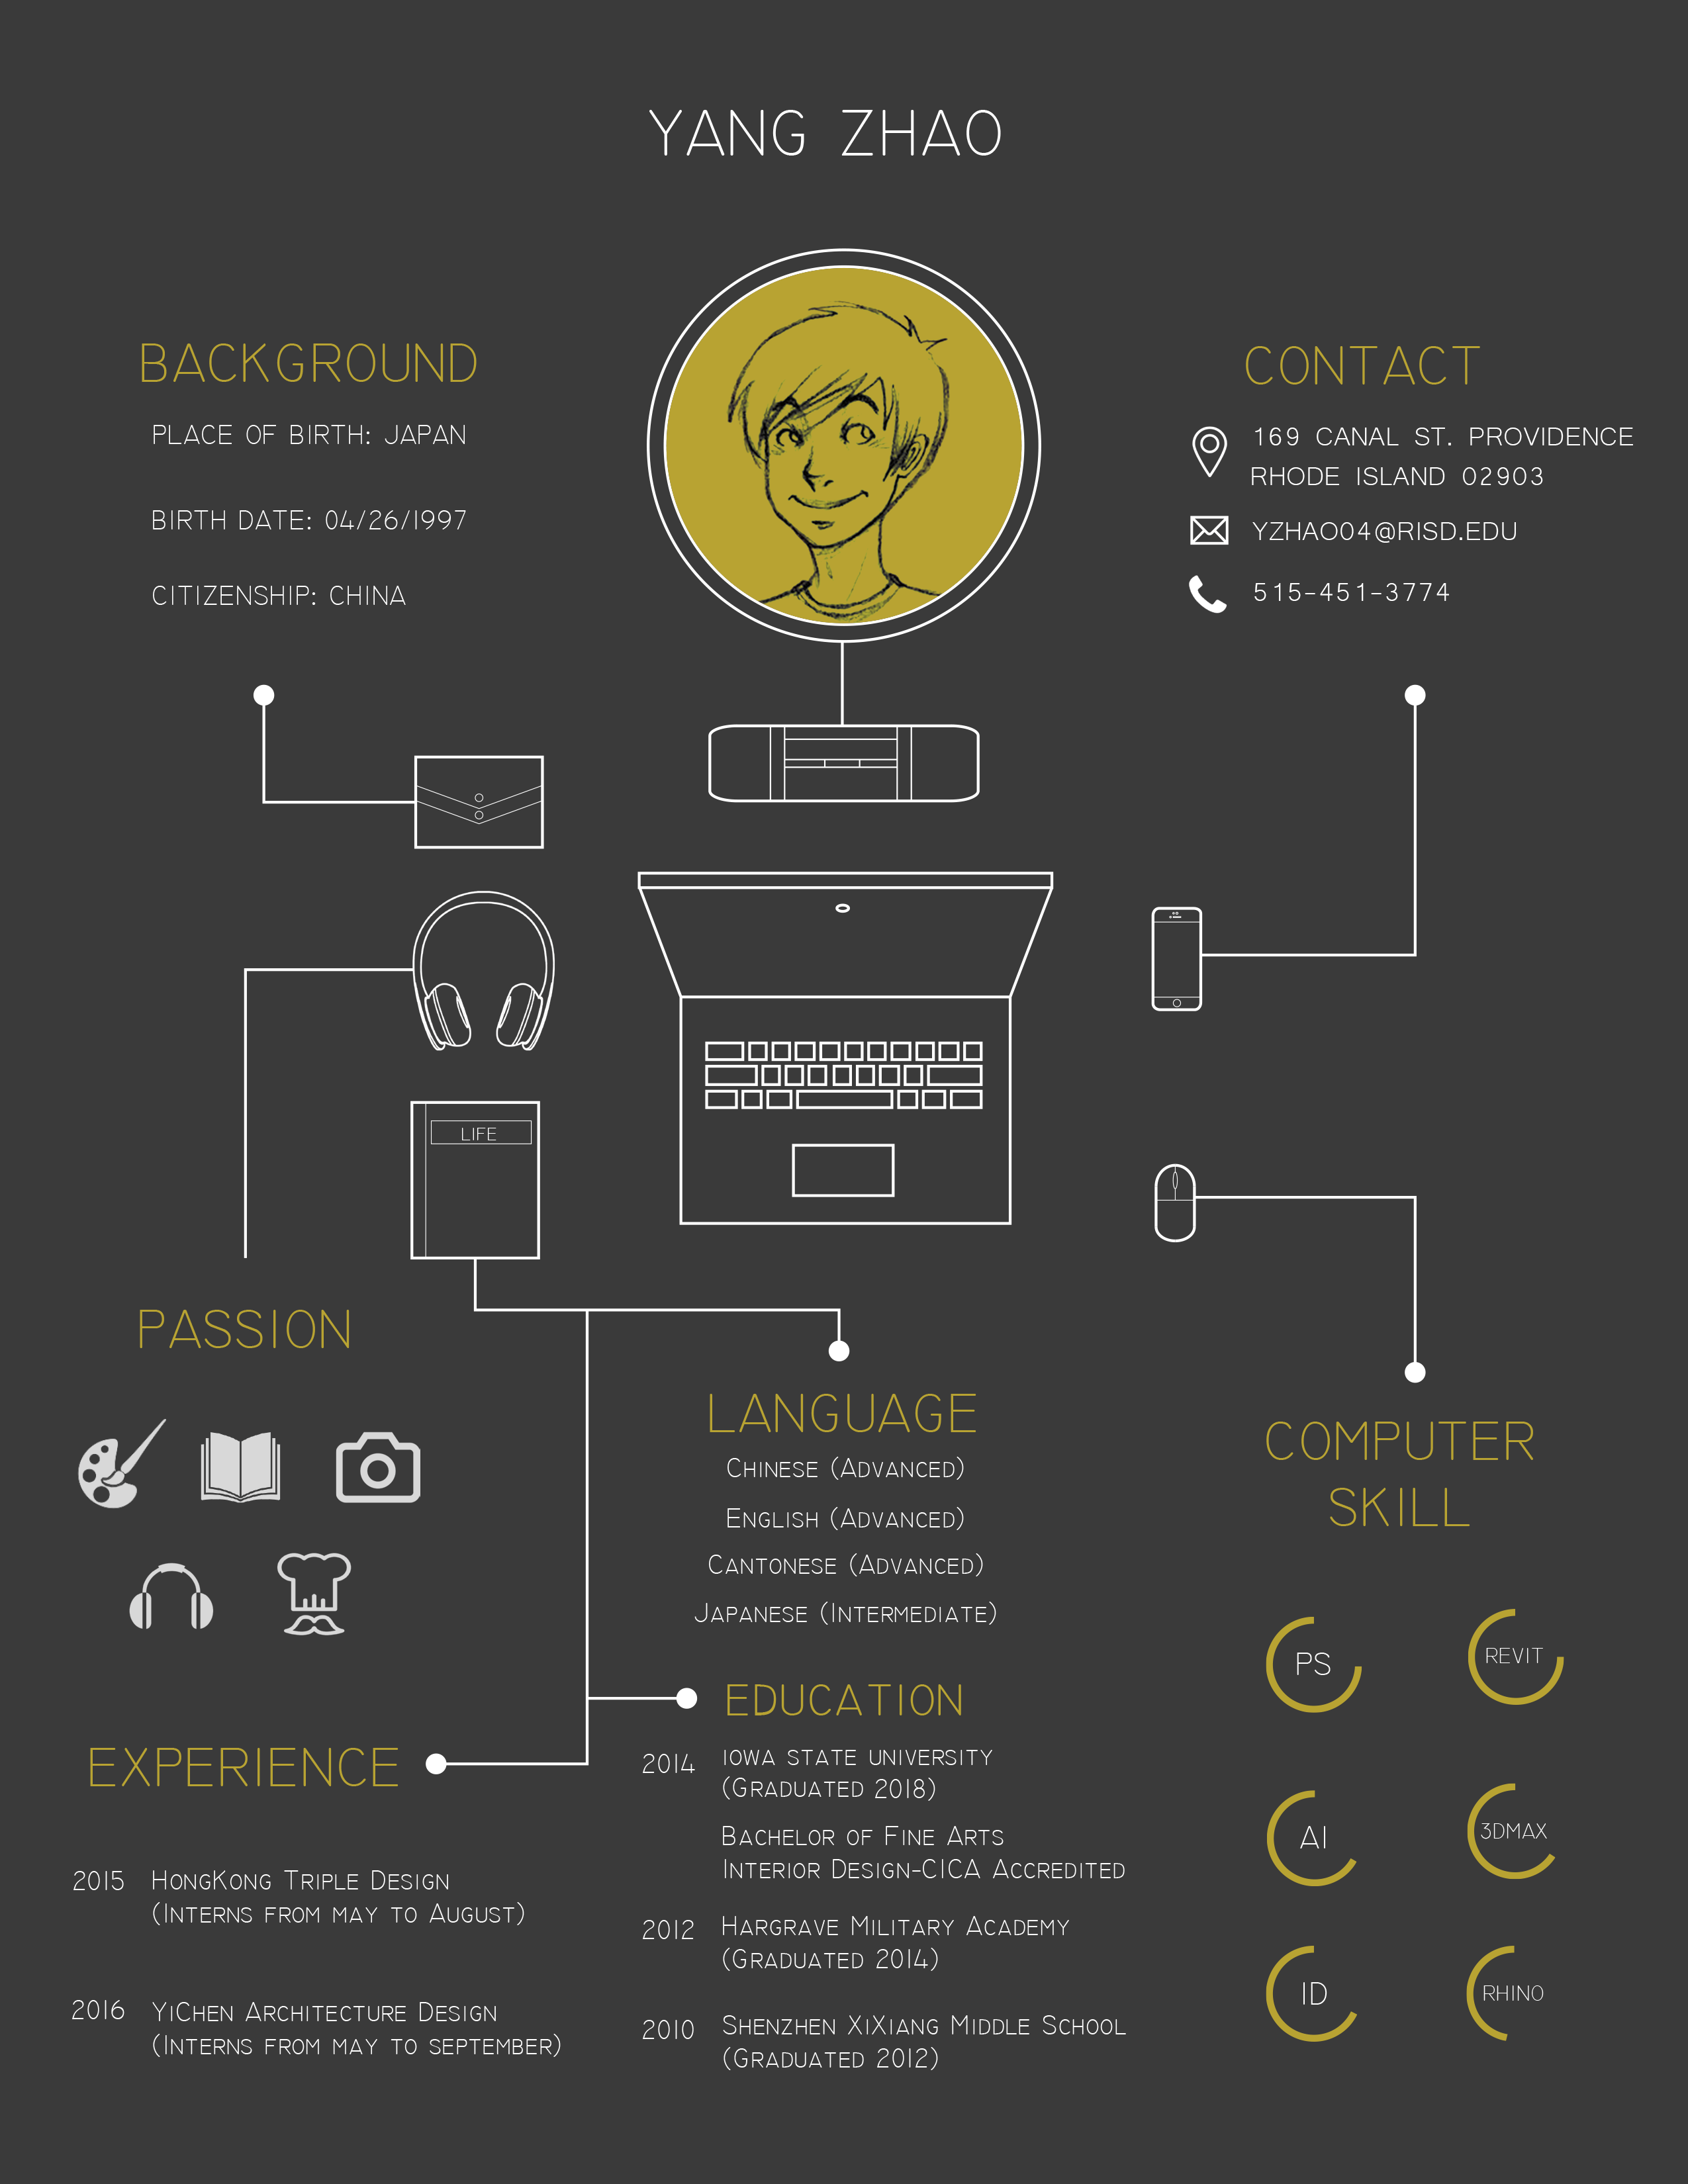 YANG ZHAO
BACKGROUND
PLACE OF BIRTH: JAPAN
BIRTH DATE: 04/26/1997
CITIZENSHIP: CHINA
CONTACT
169 CANAL ST. PROVIDENCE
RHODE ISLAND 02903
YZHAO04@RISD.EDU
515-451-3774
LIFE
PASSION
LANGUAGE
CHINESE (ADVANCED)
ENGLISH (ADVANCED)
CANTONESE (ADVANCED)
JAPANESE (INTERMEDIATE)
COMPUTER
SKILL
PS
REVIT
AI
3DMAX
ID
RHINO
EDUCATION
2014 IOWA STATE UNIVERSITY
(GRADUATED 2018)
BACHELOR OF FINE ARTS
INTERIOR DESIGN-CICA ACCREDITED
2012 HARGRAVE MILITARY ACADEMY
(GRADUATED 2014)
2010 SHENZHEN XIXIANG MIDDLE SCHOOL
(GRADUATED 2012)
EXPERIENCE
2015 HONGKONG TRIPLE DESIGN
(INTERNS FROM MAY TO AUGUST)
2016 YICHEN ARCHITECTURE DESIGN
(INTERNS FROM MAY TO SEPTEMBER)